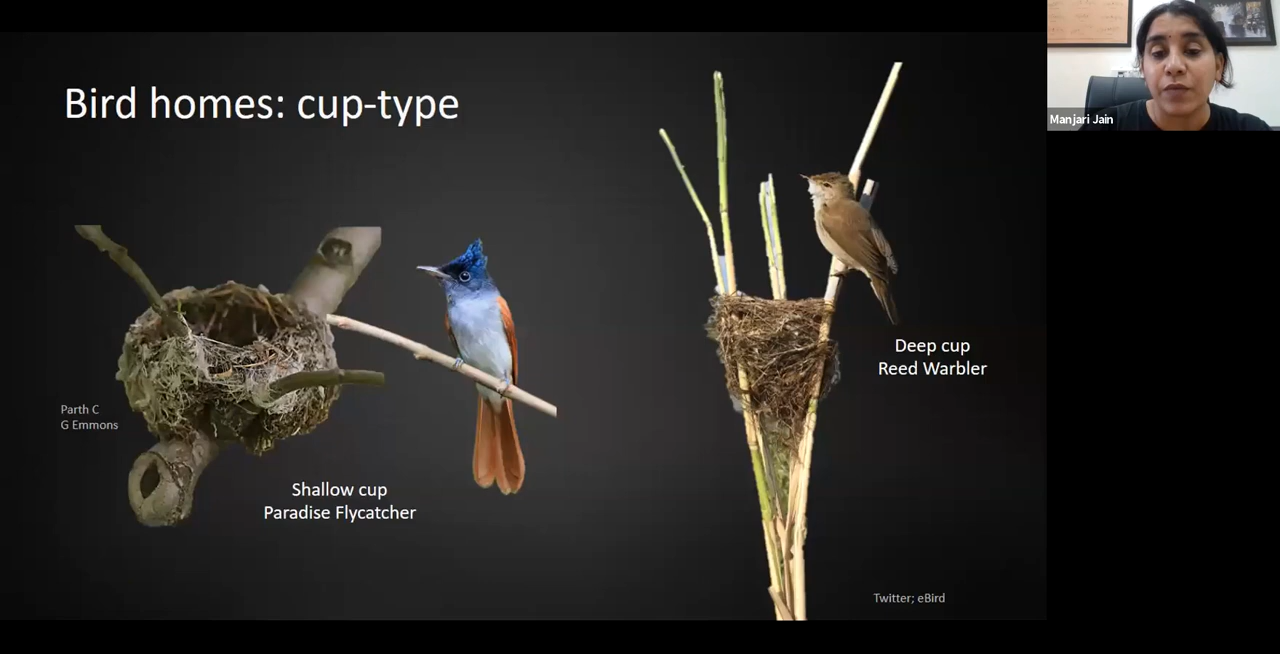 Bird homes: cup-type
Manjari Jain
Parth C
G Emmons
Shallow cup
Paradise Flycatcher
Deep cup
Reed Warbler
Twitter; eBird